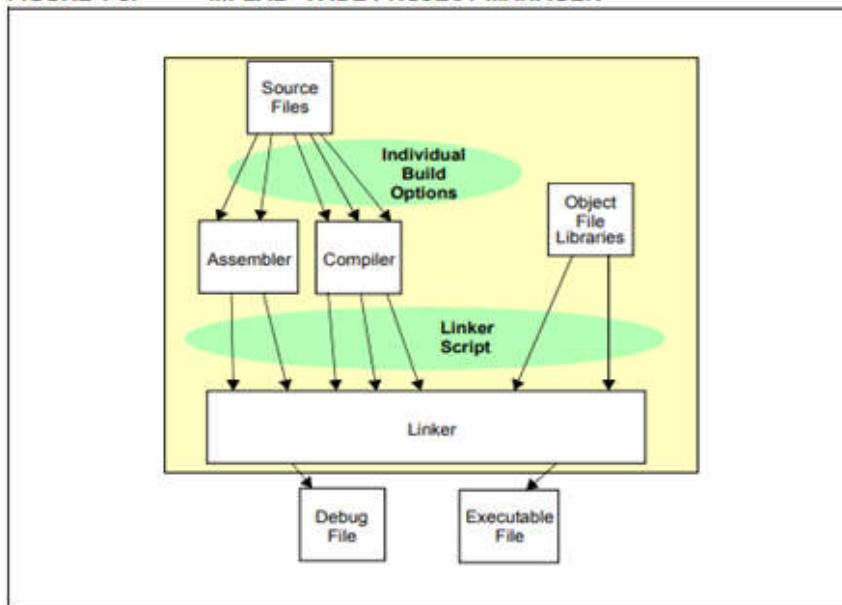 Source
Files
Individual
Build
Options
Object
File
Libraries
Assembler
Compiler
Linker
Script
Linker
Debug
File
Executable
File